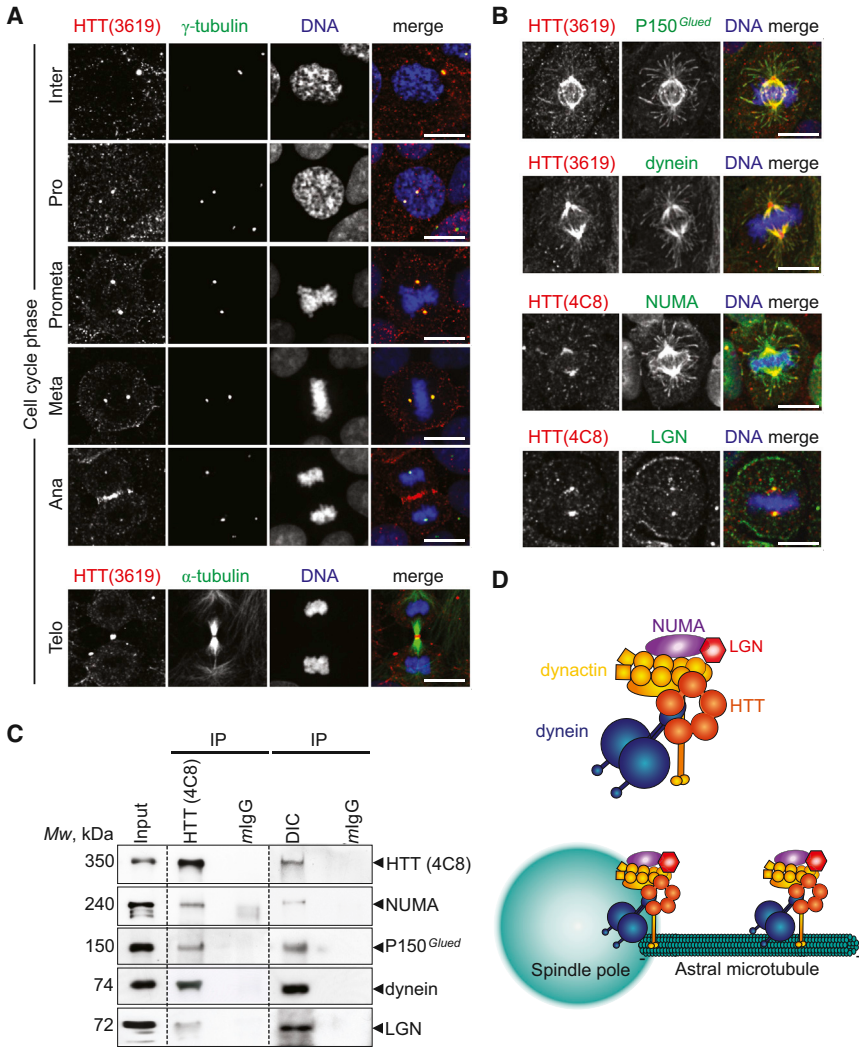 A
HTT(3619) γ-tubulin DNA merge
Cell cycle phase
Inter
Pro
Prometa
Meta
Ana
HTT(3619) α-tubulin DNA merge
Telo
B
HTT(3619) P150Glued DNA merge
HTT(3619) dynein DNA merge
HTT(4C8) NUMA DNA merge
HTT(4C8) LGN DNA merge
C
IP IP
Mw, kDa Input HTT (4C8) mIgG DIC mIgG
350 HTT (4C8)
240 NUMA
150 P150Glued
74 dynein
72 LGN
D
NUMA
LGN
dynactin
HTT
dynein
Spindle pole Astral microtubule